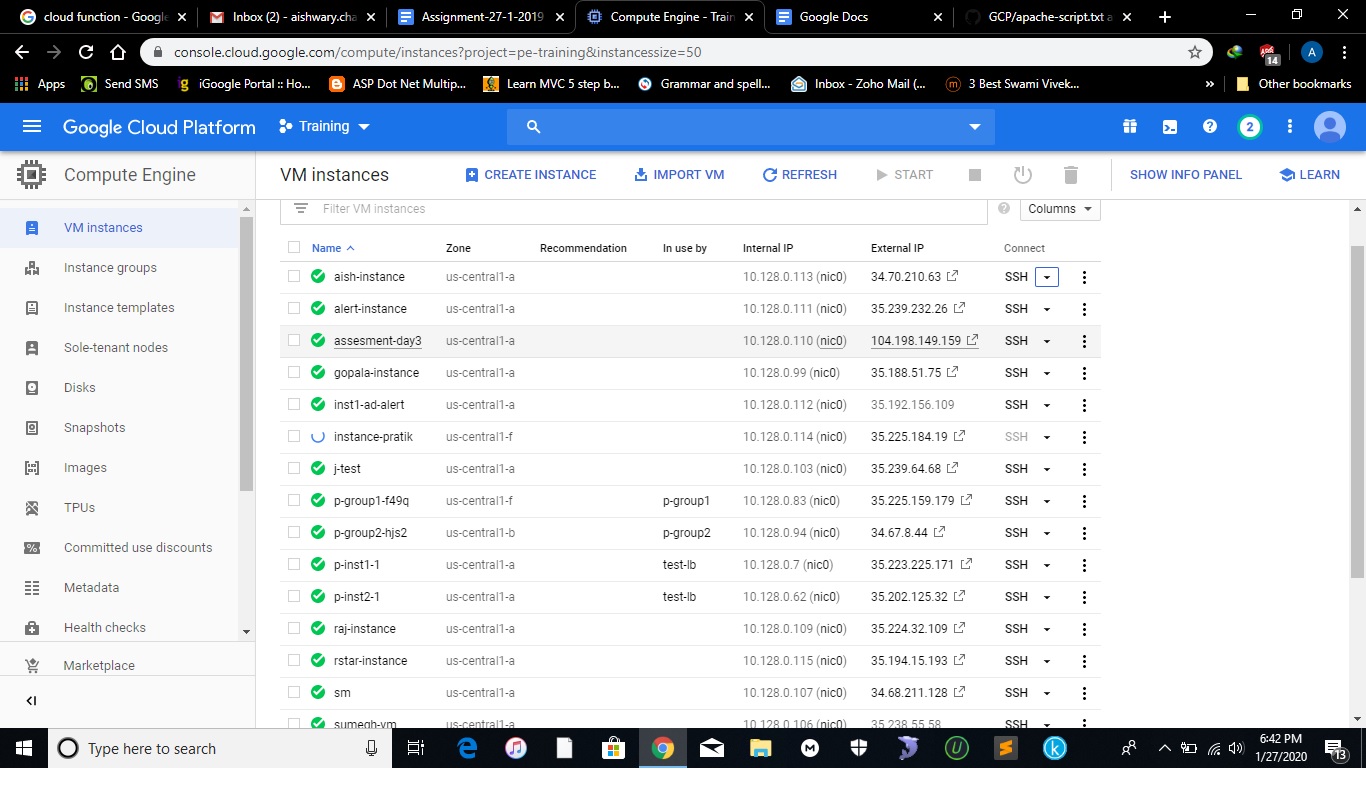 cloud function - Google Inbox (2) - aishwary.cha Assignment-27-1-2019 Compute Engine - Train Google Docs GCP/apache-script.txt a
console.cloud.google.com/compute/instances?project=pe-training&instancessize=50 14 A
Apps Send SMS iGoogle Portal :: Ho... ASP Dot Net Multip... Learn MVC 5 step b... Grammar and spell... Inbox - Zoho Mail (... 3 Best Swami Vivek... » Other bookmarks
Google Cloud Platform Training 2
Compute Engine VM instances CREATE INSTANCE IMPORT VM REFRESH START SHOW INFO PANEL LEARN
Filter VM instances Columns
VM instances
Instance groups
Instance templates
Sole-tenant nodes
Disks
Snapshots
Images
TPUs
Committed use discounts
Metadata
Health checks
Marketplace
Name Zone Recommendation In use by Internal IP External IP Connect
aish-instance us-central1-a 10.128.0.113 (nic0) 34.70.210.63 SSH
alert-instance us-central1-a 10.128.0.111 (nic0) 35.239.232.26 SSH
assesment-day3 us-central1-a 10.128.0.110 (nic0) 104.198.149.159 SSH
gopala-instance us-central1-a 10.128.0.99 (nic0) 35.188.51.75 SSH
inst1-ad-alert us-central1-a 10.128.0.112 (nic0) 35.192.156.109 SSH
instance-pratik us-central1-f 10.128.0.114 (nic0) 35.225.184.19 SSH
j-test us-central1-a 10.128.0.103 (nic0) 35.239.64.68 SSH
p-group1-f49q us-central1-f p-group1 10.128.0.83 (nic0) 35.225.159.179 SSH
p-group2-hjs2 us-central1-b p-group2 10.128.0.94 (nic0) 34.67.8.44 SSH
p-inst1-1 us-central1-a test-lb 10.128.0.7 (nic0) 35.223.225.171 SSH
p-inst2-1 us-central1-a test-lb 10.128.0.62 (nic0) 35.202.125.32 SSH
raj-instance us-central1-a 10.128.0.109 (nic0) 35.224.32.109 SSH
rstar-instance us-central1-a 10.128.0.115 (nic0) 35.194.15.193 SSH
sm us-central1-a 10.128.0.107 (nic0) 34.68.211.128 SSH
sumegh-vm us-central1-a 10.128.0.106 (nic0) 35.238.55.58 SSH
Type here to search 6:42 PM
1/27/2020 13